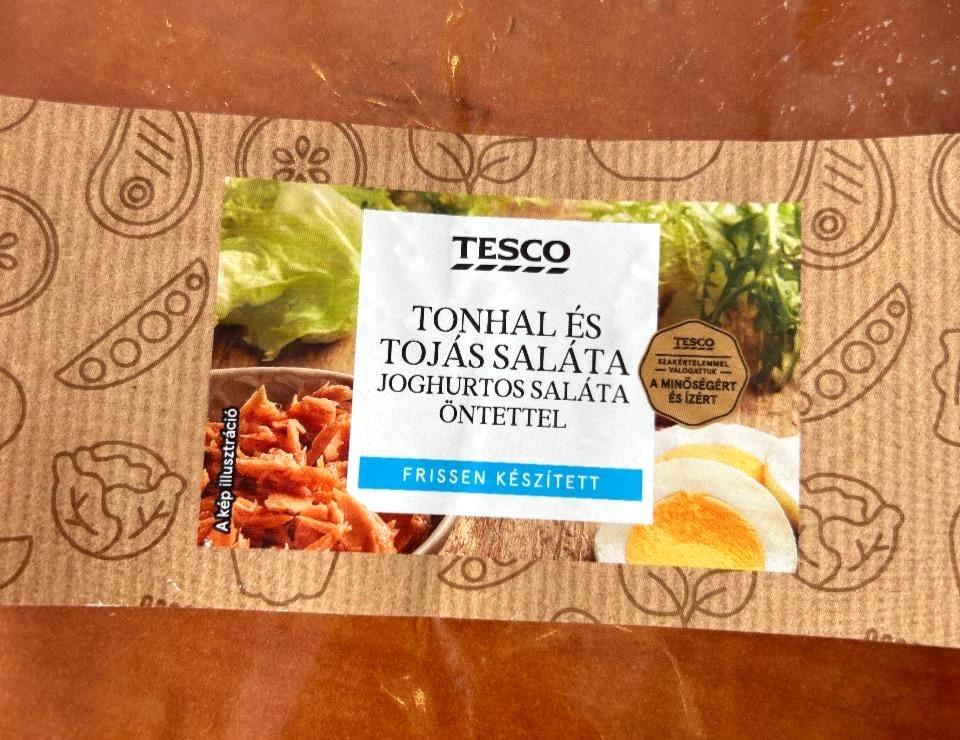 TESCO
TONHAL ÉS
TOJÁS SALÁTA
JOGHURTOS SALÁTA
ÖNTETTEL
FRISSEN KÉSZÍTETT
TESCO
SZAKÉRTELEMMEL
VÁLOGATTUK
A MINŐSÉGÉRT
ÉS ÍZÉRT
A kép illusztráció